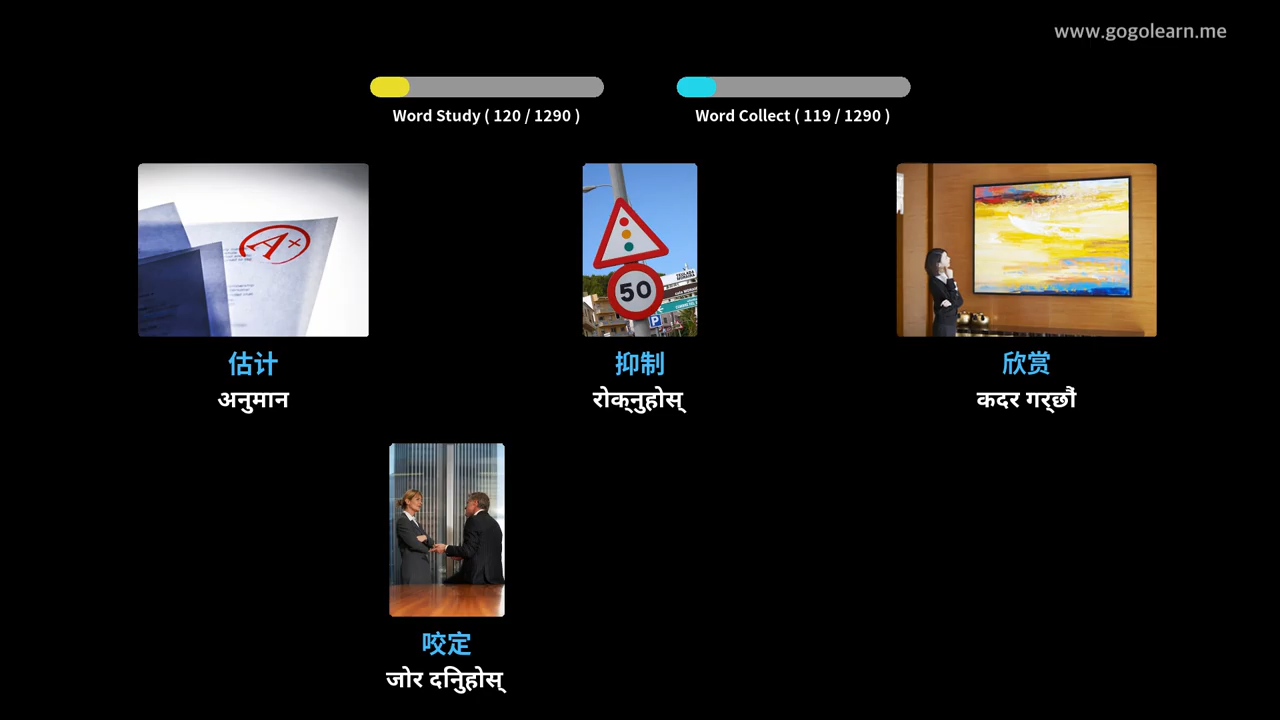 www.gogolearn.me
Word Study ( 120 / 1290 )
Word Collect ( 119 / 1290 )
A+
50
P
估计
抑制
欣赏
अनुमान
रोक्नुहोस्
कदर गर्छौं
咬定
जोर दनिुहोस्